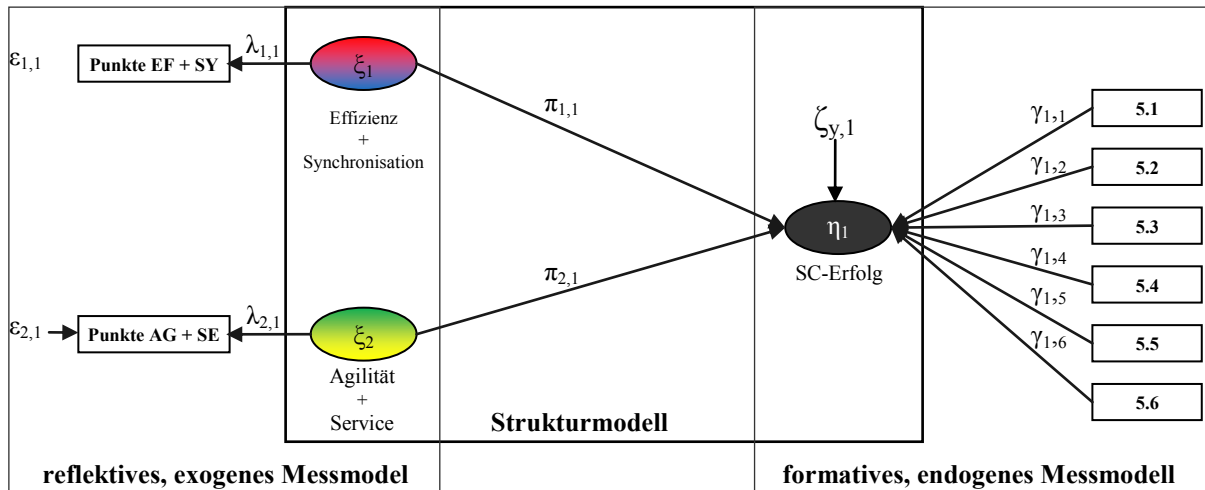 ε1,1
Punkte EF + SY
λ1,1
ξ1
Effizienz
+
Synchronisation
π1,1
ζy,1
η1
SC-Erfolg
π2,1
ε2,1
Punkte AG + SE
λ2,1
ξ2
Agilität
+
Service
γ1,1
5.1
γ1,2
5.2
γ1,3
5.3
γ1,4
5.4
γ1,5
5.5
γ1,6
5.6
Strukturmodell
reflektives, exogenes Messmodel
formatives, endogenes Messmodell